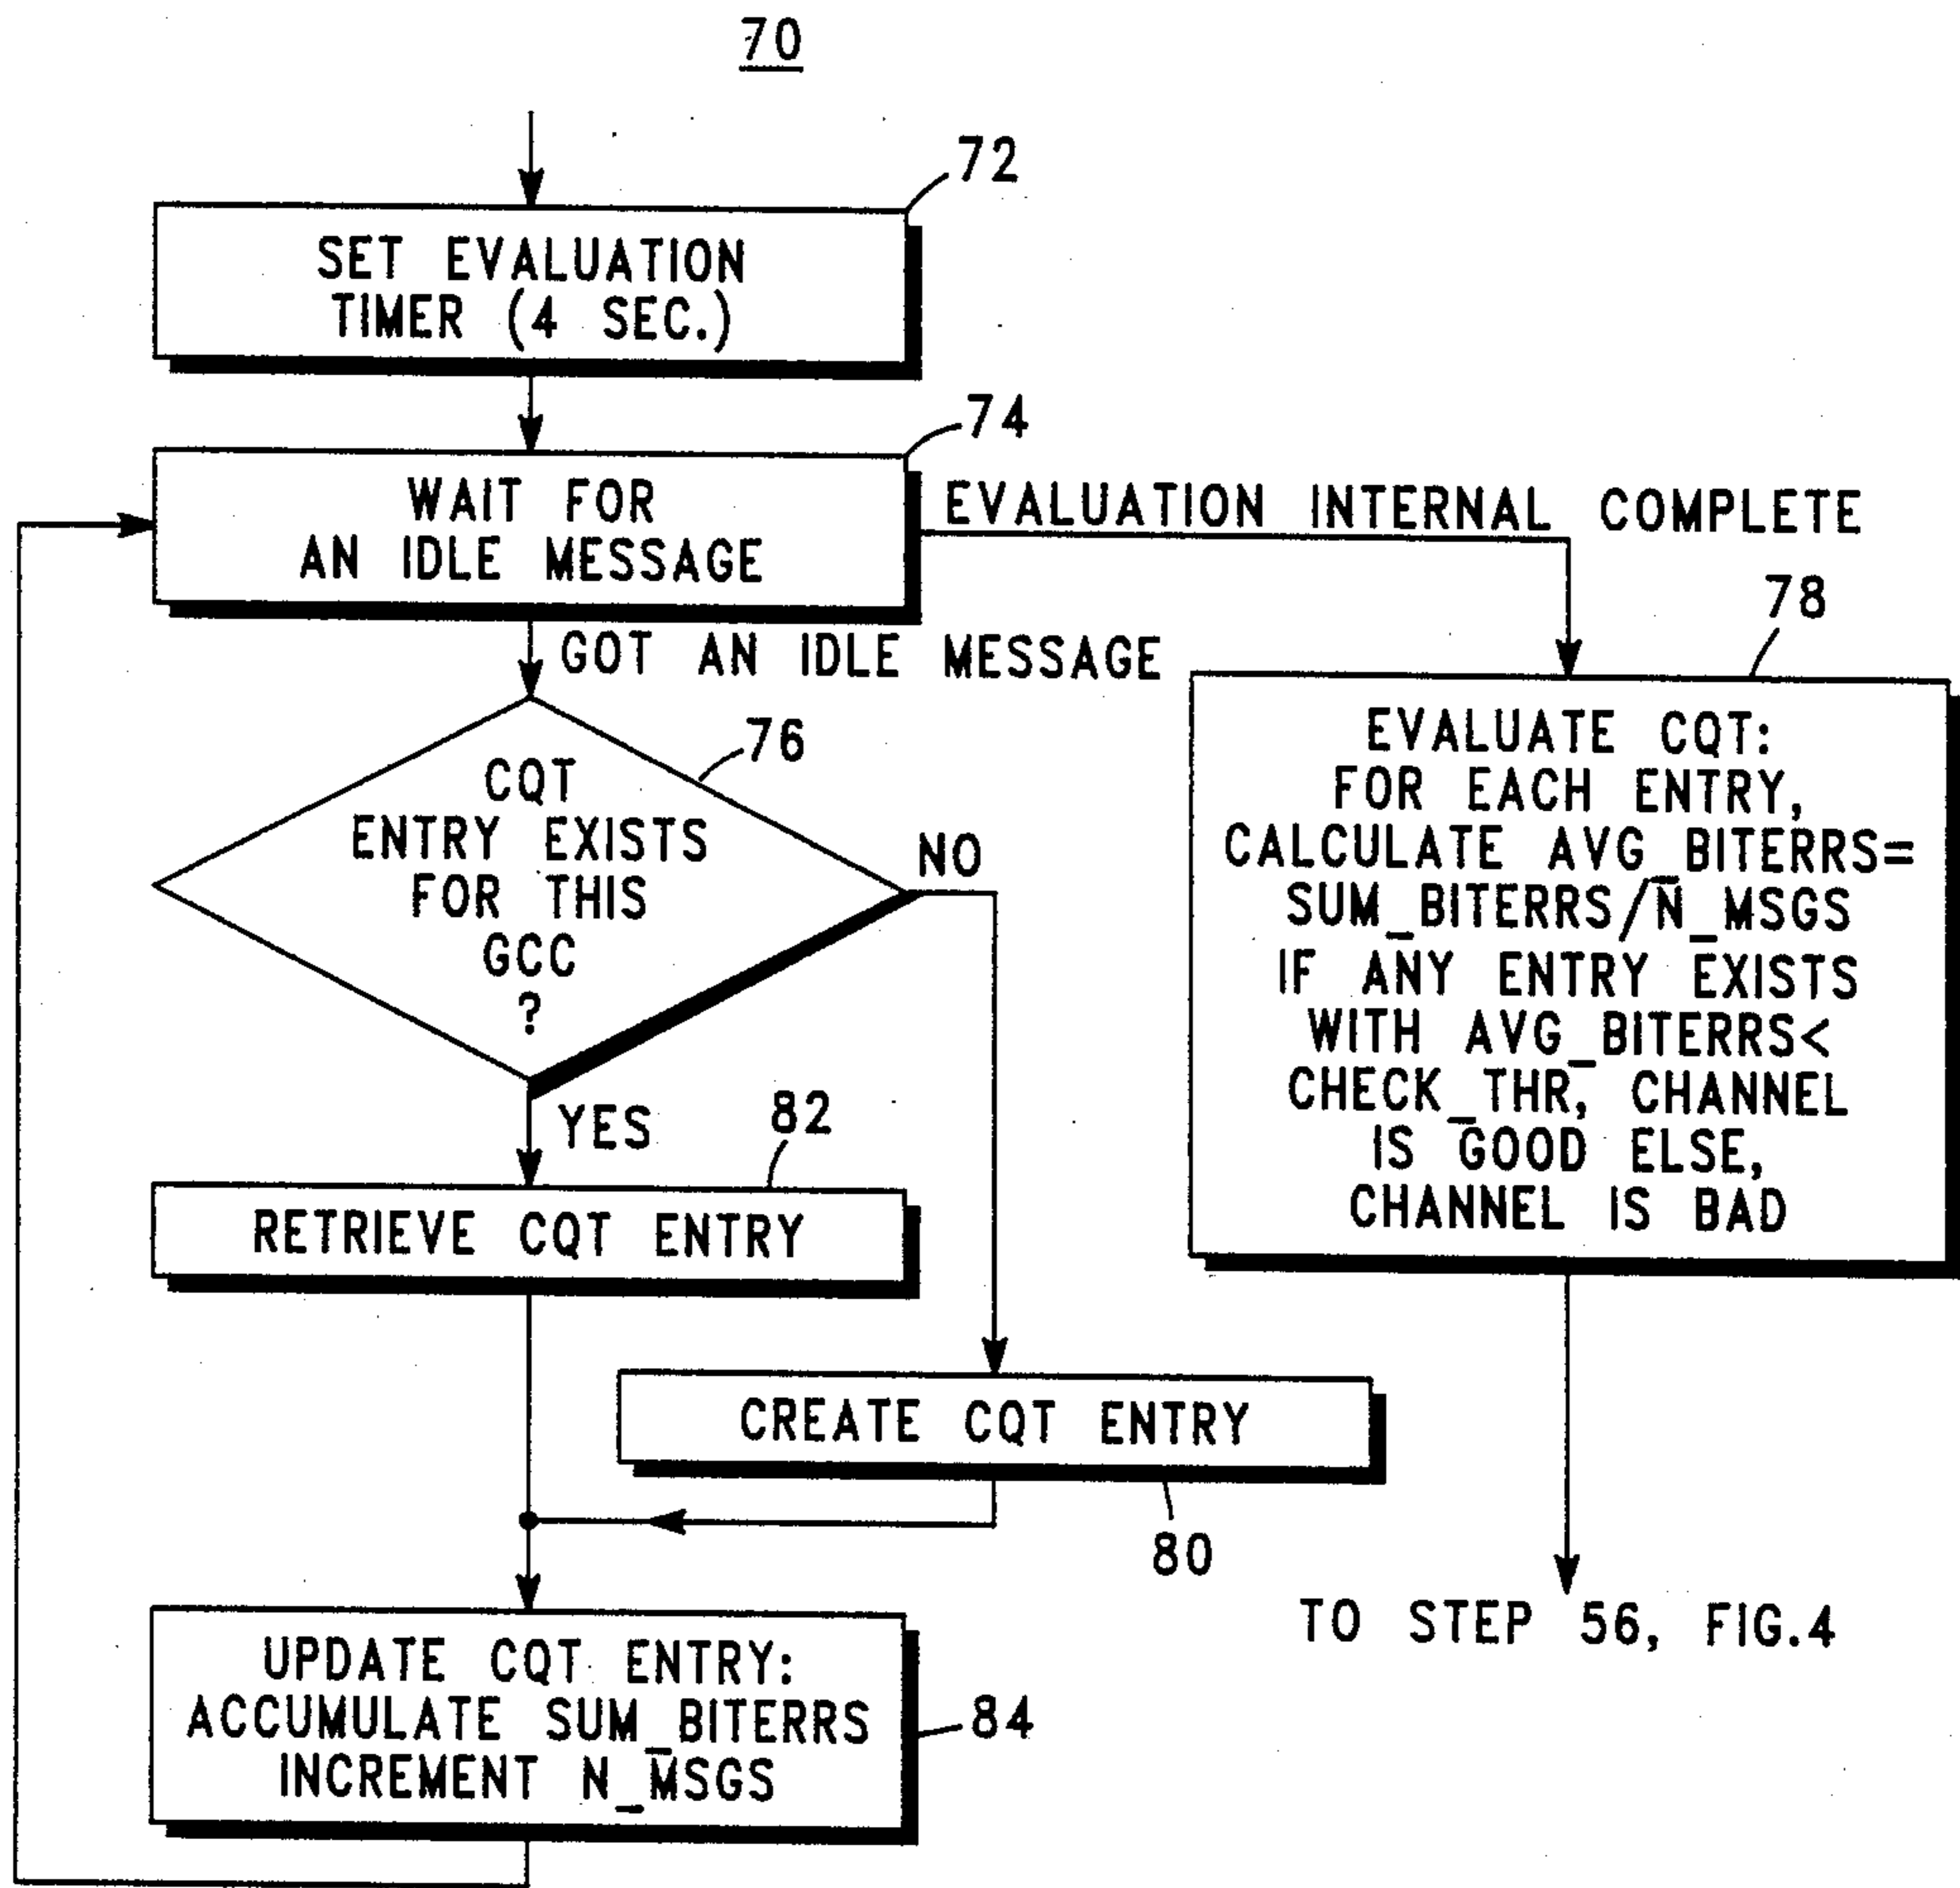 70
72
SET EVALUATION
TIMER (4 SEC.)
74
WAIT FOR
AN IDLE MESSAGE
EVALUATION INTERNAL COMPLETE
78
GOT AN IDLE MESSAGE
76
CQT
ENTRY EXISTS
FOR THIS
GCC
?
NO
YES
EVALUATE CQT:
FOR EACH ENTRY,
CALCULATE AVG_BITERRS=
SUM_BITERRS/N_MSGS
IF ANY ENTRY EXISTS
WITH AVG_BITERRS<
CHECK_THR, CHANNEL
IS GOOD ELSE,
CHANNEL IS BAD
82
RETRIEVE CQT ENTRY
CREATE CQT ENTRY
80
TO STEP 56, FIG.4
UPDATE CQT ENTRY:
ACCUMULATE SUM_BITERRS
INCREMENT N_MSGS
84